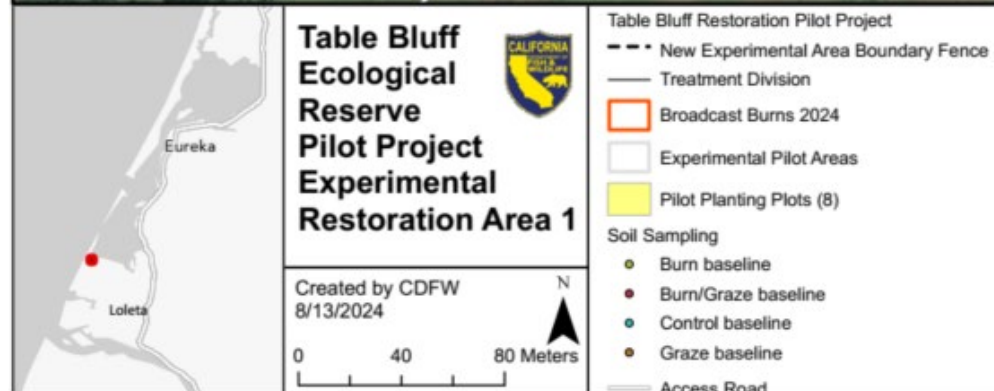 Eureka
Loleta
Table Bluff
Ecological
Reserve
Pilot Project
Experimental
Restoration Area 1
CALIFORNIA
FISH &
WILDLIFE
Created by CDFW
8/13/2024
N
0 40 80 Meters
Table Bluff Restoration Pilot Project
New Experimental Area Boundary Fence
Treatment Division
Broadcast Burns 2024
Experimental Pilot Areas
Pilot Planting Plots (8)
Soil Sampling
Burn baseline
Burn/Graze baseline
Control baseline
Graze baseline
Access Road